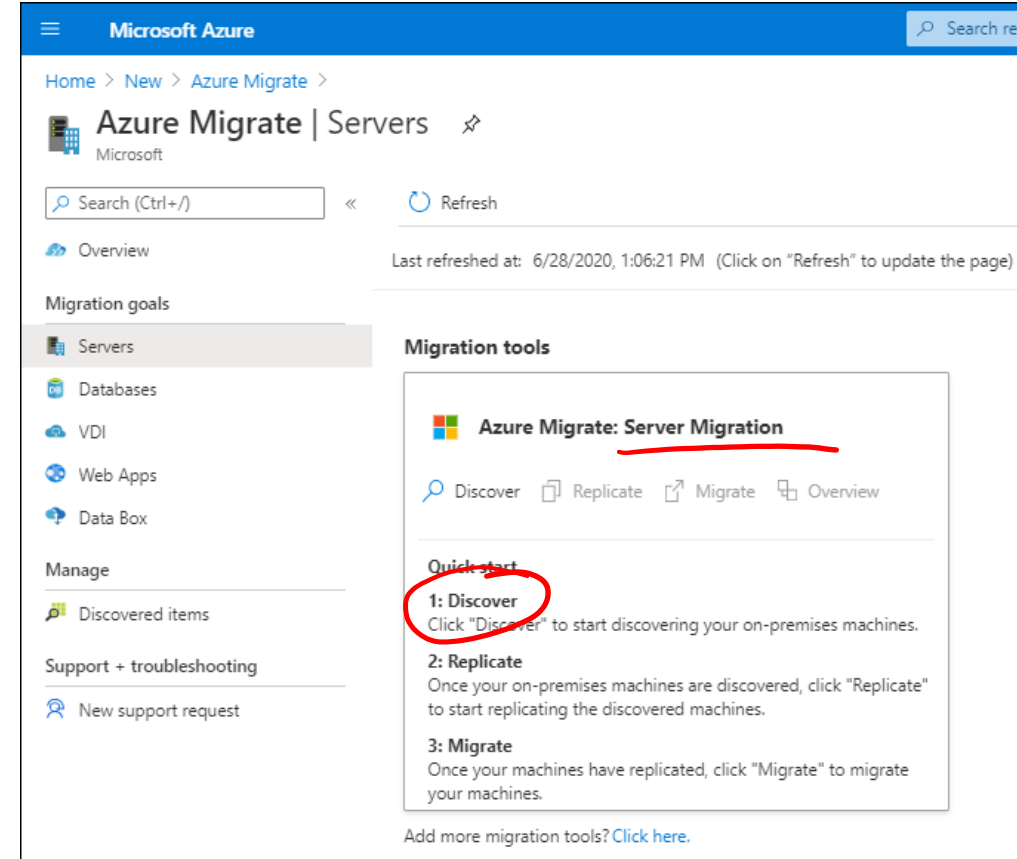 Microsoft Azure
Search re
Home > New > Azure Migrate >
Azure Migrate | Servers
Microsoft
Search (Ctrl+/)
«
Refresh
Overview
Last refreshed at: 6/28/2020, 1:06:21 PM (Click on "Refresh" to update the page)
Migration goals
Servers
Databases
VDI
Web Apps
Data Box
Manage
Discovered items
Support + troubleshooting
New support request
Migration tools
Azure Migrate: Server Migration
Discover Replicate Migrate Overview
Quick start
1: Discover
Click "Discover" to start discovering your on-premises machines.
2: Replicate
Once your on-premises machines are discovered, click "Replicate"
to start replicating the discovered machines.
3: Migrate
Once your machines have replicated, click "Migrate" to migrate
your machines.
Add more migration tools? Click here.